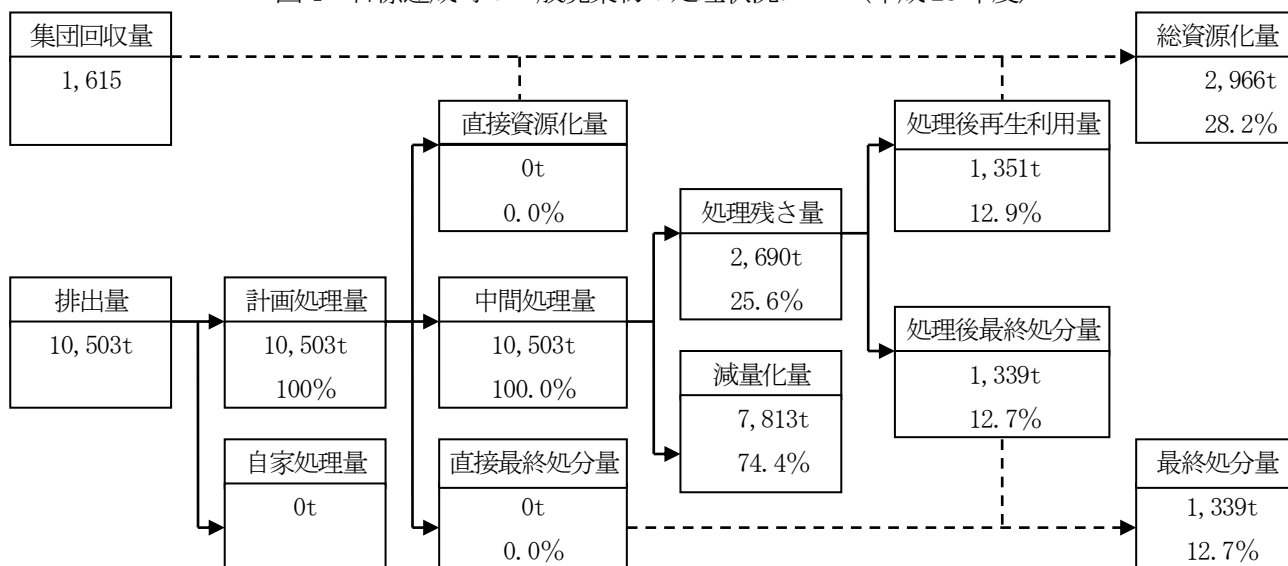 集団回収量
1,615
総資源化量
2,966t
28.2%
直接資源化量
0t
0.0%
処理後再生利用量
1,351t
12.9%
処理残さ量
2,690t
25.6%
排出量
10,503t
計画処理量
10,503t
100%
中間処理量
10,503t
100.0%
処理後最終処分量
1,339t
12.7%
減量化量
7,813t
74.4%
自家処理量
0t
直接最終処分量
0t
0.0%
最終処分量
1,339t
12.7%